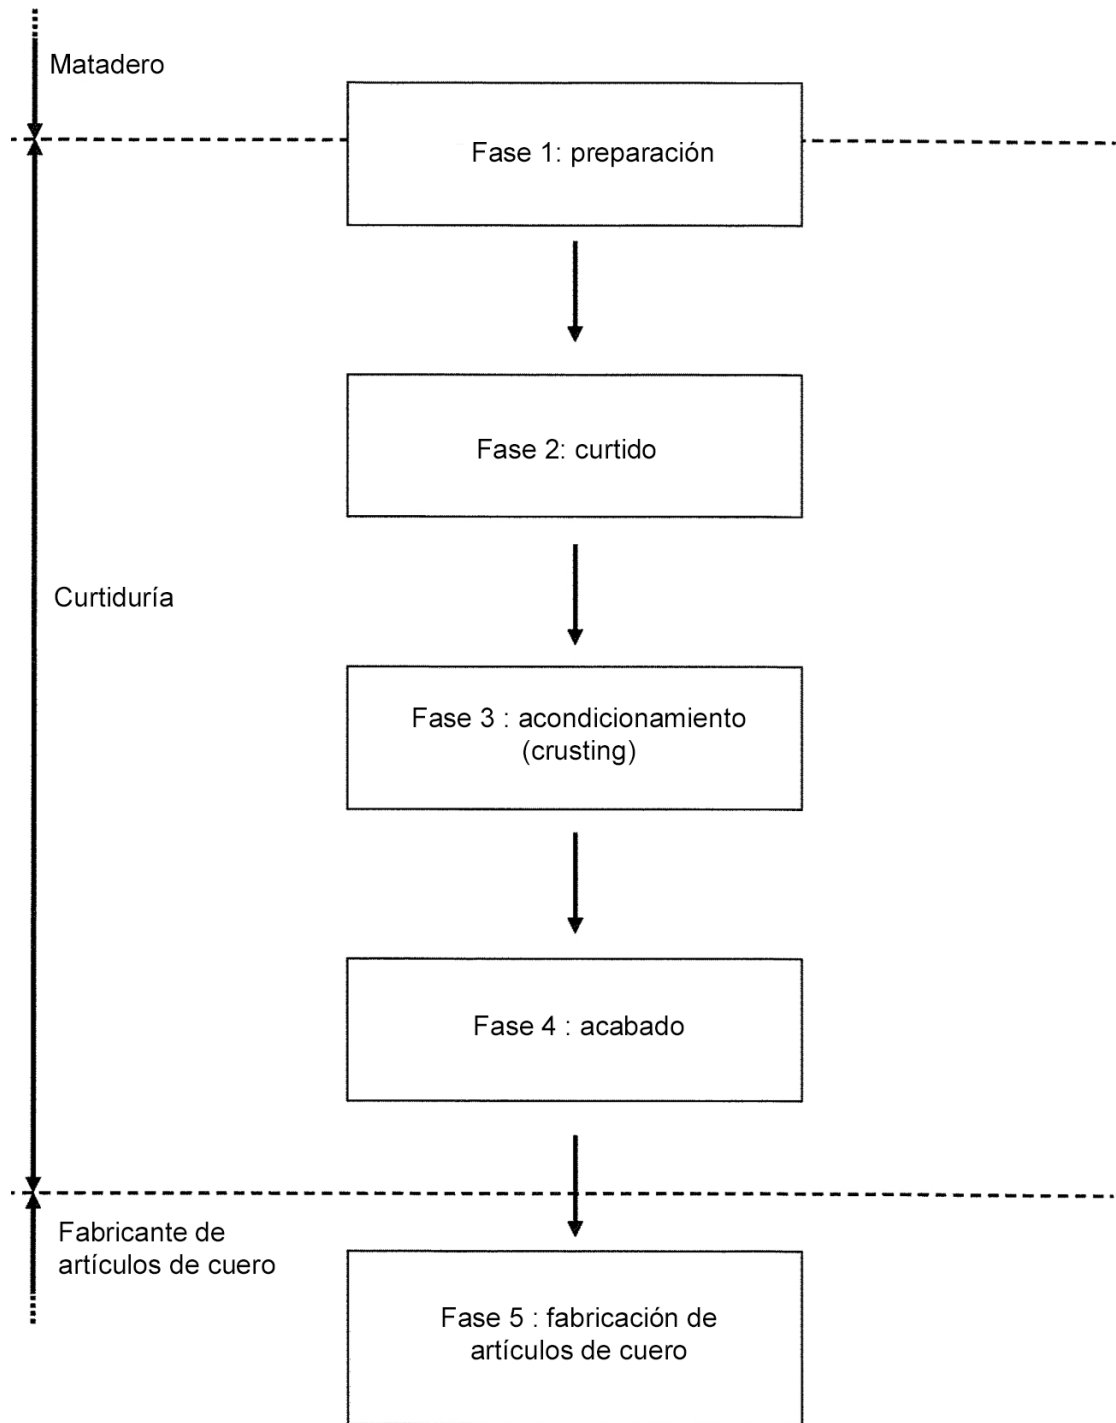 Matadero
Fase 1: preparación
Fase 2: curtido
Curtiduría
Fase 3 : acondicionamiento
(crusting)
Fase 4 : acabado
Fabricante de
artículos de cuero
Fase 5 : fabricación de
artículos de cuero